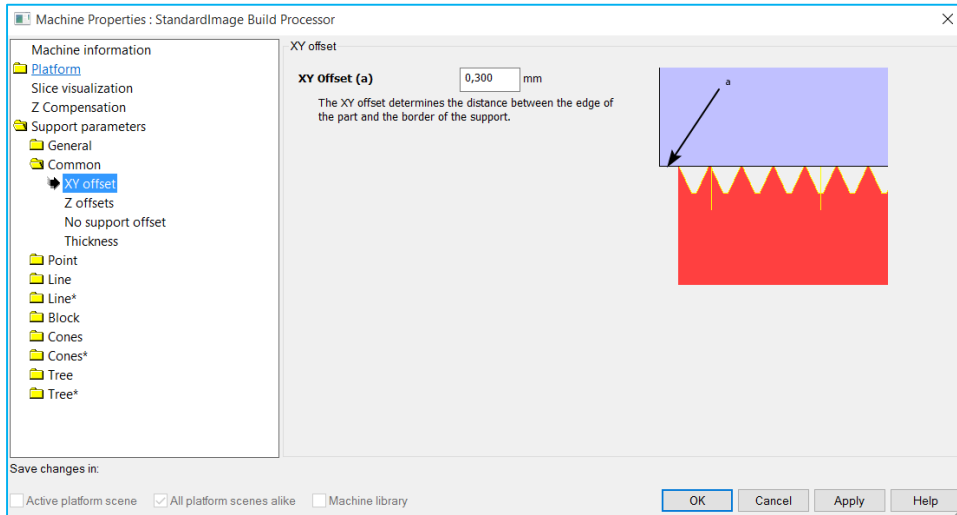 Machine Properties : StandardImage Build Processor
Machine information
Platform
Slice visualization
Z Compensation
Support parameters
General
Common
XY offset
Z offsets
No support offset
Thickness
Point
Line
Line*
Block
Cones
Cones*
Tree
Tree*
XY offset
XY Offset (a) 0,300 mm
The XY offset determines the distance between the edge of
the part and the border of the support.
a
Save changes in:
Active platform scene All platform scenes alike Machine library
OK Cancel Apply Help